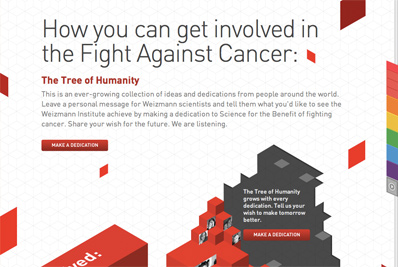 How you can get involved in
the Fight Against Cancer:
The Tree of Humanity
This is an ever-growing collection of ideas and dedications from people around the world.
Leave a personal message for Weizmann scientists and tell them what you'd like to see the
Weizmann Institute achieve by making a dedication to Science for the Benefit of fighting
cancer. Share your wish for the future. We are listening.
MAKE A DEDICATION
The Tree of Humanity
grows with every
dedication. Tell us your
wish to make tomorrow
better.
MAKE A DEDICATION